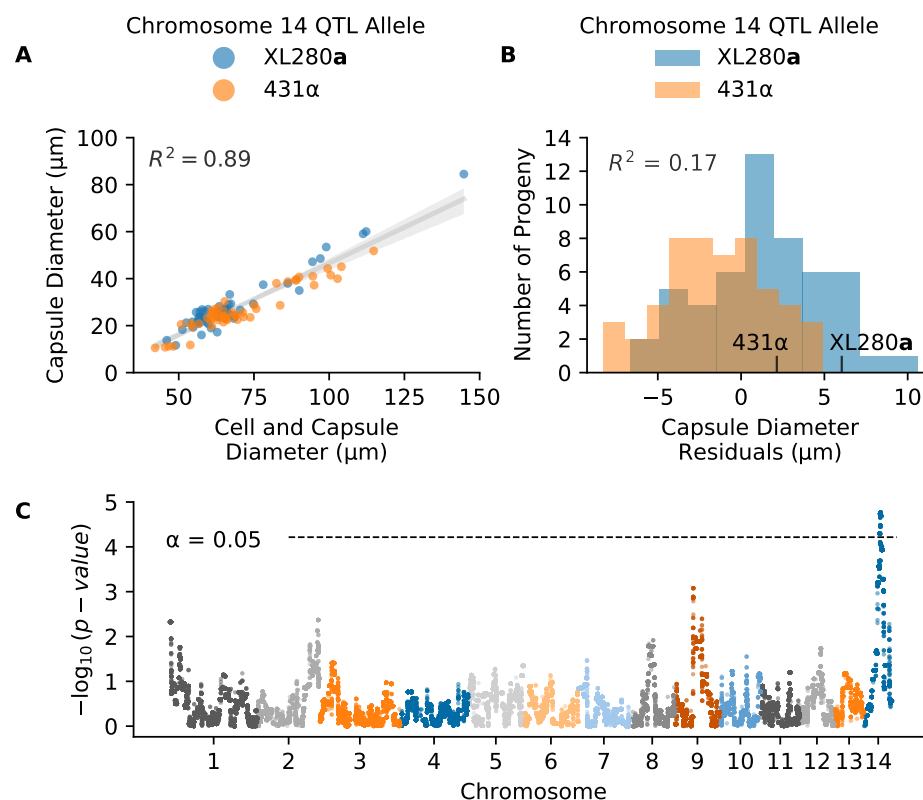 Chromosome 14 QTL Allele
A
XL280a
431α
R² = 0.89
Capsule Diameter (μm)
100
80
60
40
20
0
50
75
100
125
150
Cell and Capsule
Diameter (μm)
Chromosome 14 QTL Allele
B
XL280a
431α
R² = 0.17
Number of Progeny
14
12
10
8
6
4
2
0
431α
XL280a
−5
0
5
10
Capsule Diameter
Residuals (μm)
C
−log₁₀(p − value)
5
4
3
2
1
0
α = 0.05
1
2
3
4
5
6
7
8
9
10
11
12
13
14
Chromosome